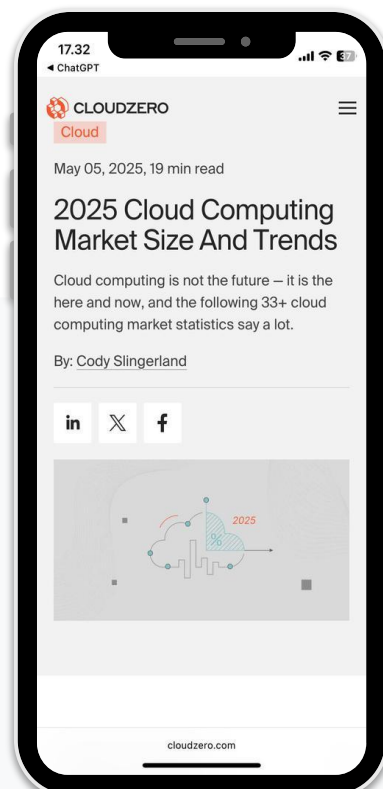 17.32
37
◄ ChatGPT
CLOUDZERO
Cloud
May 05, 2025, 19 min read
2025 Cloud Computing
Market Size And Trends
Cloud computing is not the future – it is the
here and now, and the following 33+ cloud
computing market statistics say a lot.
By: Cody Slingerland
in
X
f
2025
%
cloudzero.com